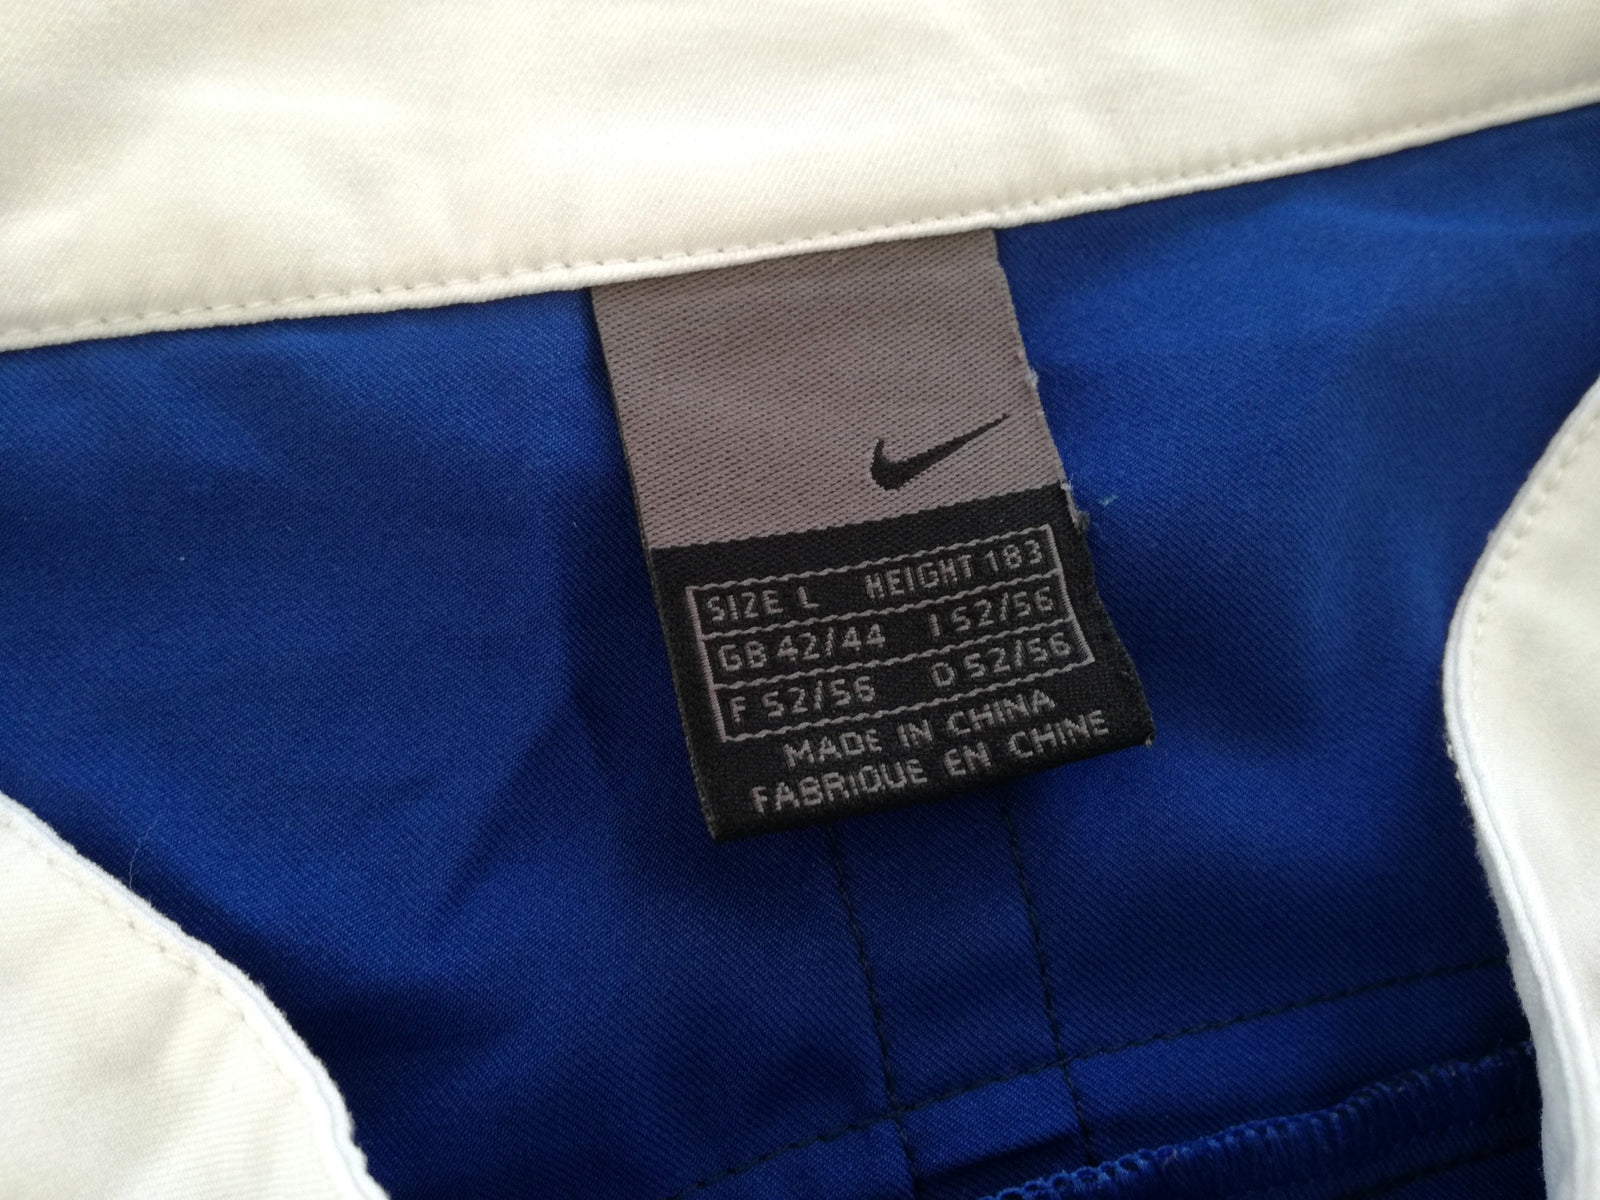 SIZE L HEIGHT 183
GB 42/44 I 52/56
F 52/56 D 52/56
MADE IN CHINA
FABRIQUE EN CHINE